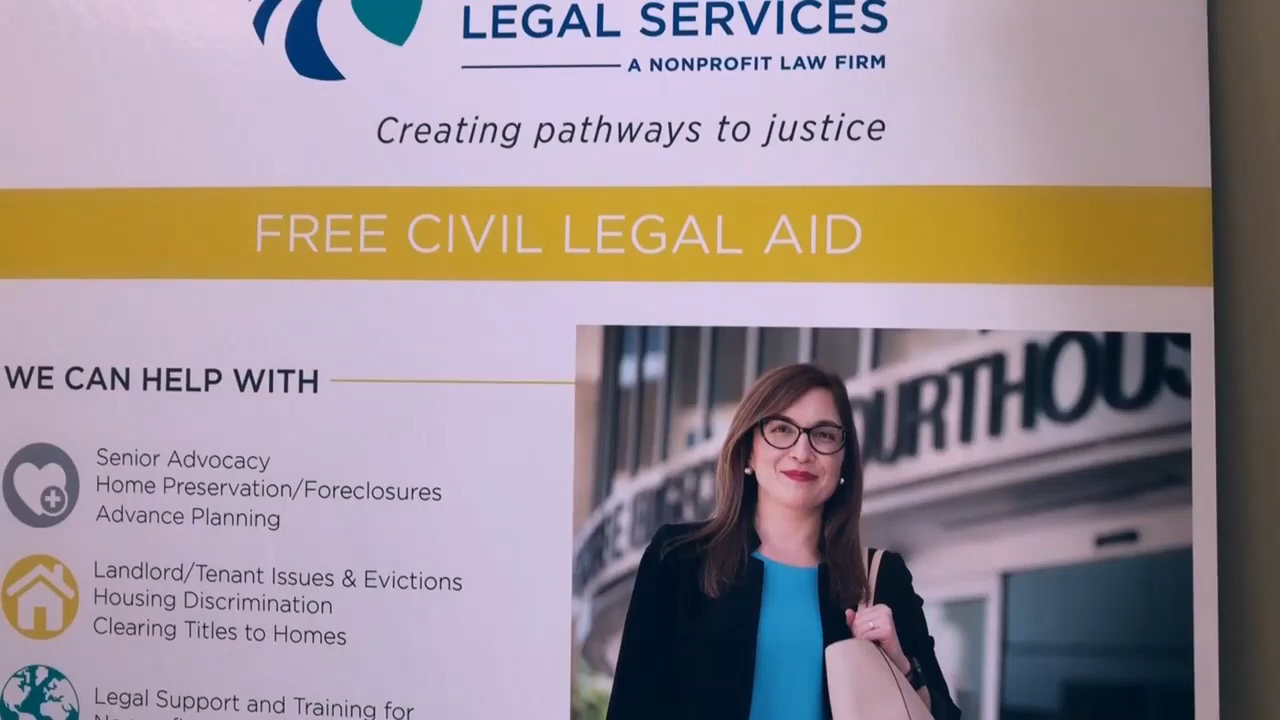 LEGAL SERVICES
A NONPROFIT LAW FIRM
Creating pathways to justice
FREE CIVIL LEGAL AID
WE CAN HELP WITH
Senior Advocacy
Home Preservation/Foreclosures
Advance Planning
Landlord/Tenant Issues & Evictions
Housing Discrimination
Clearing Titles to Homes
Legal Support and Training for
OURTHOUS